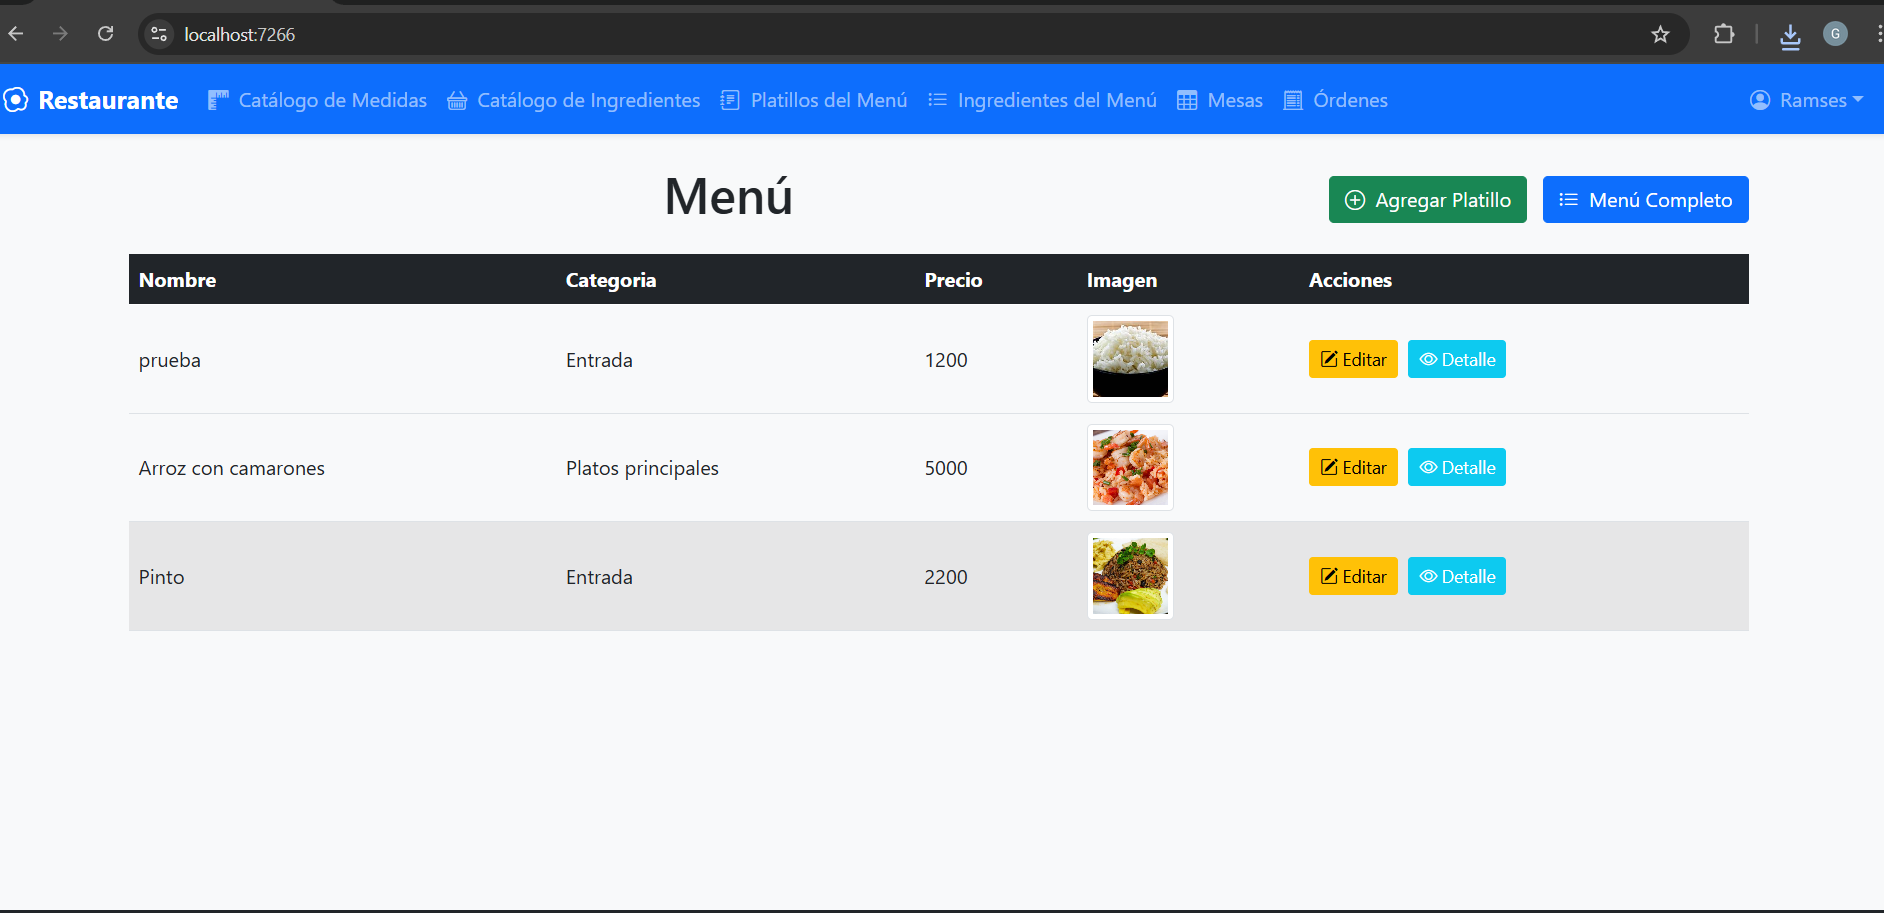 localhost:7266
G
Restaurante Catálogo de Medidas Catálogo de Ingredientes Platillos del Menú Ingredientes del Menú Mesas Órdenes Ramses
Menú Agregar Platillo Menú Completo
Nombre Categoria Precio Imagen Acciones
prueba Entrada 1200 Editar Detalle
Arroz con camarones Platos principales 5000 Editar Detalle
Pinto Entrada 2200 Editar Detalle